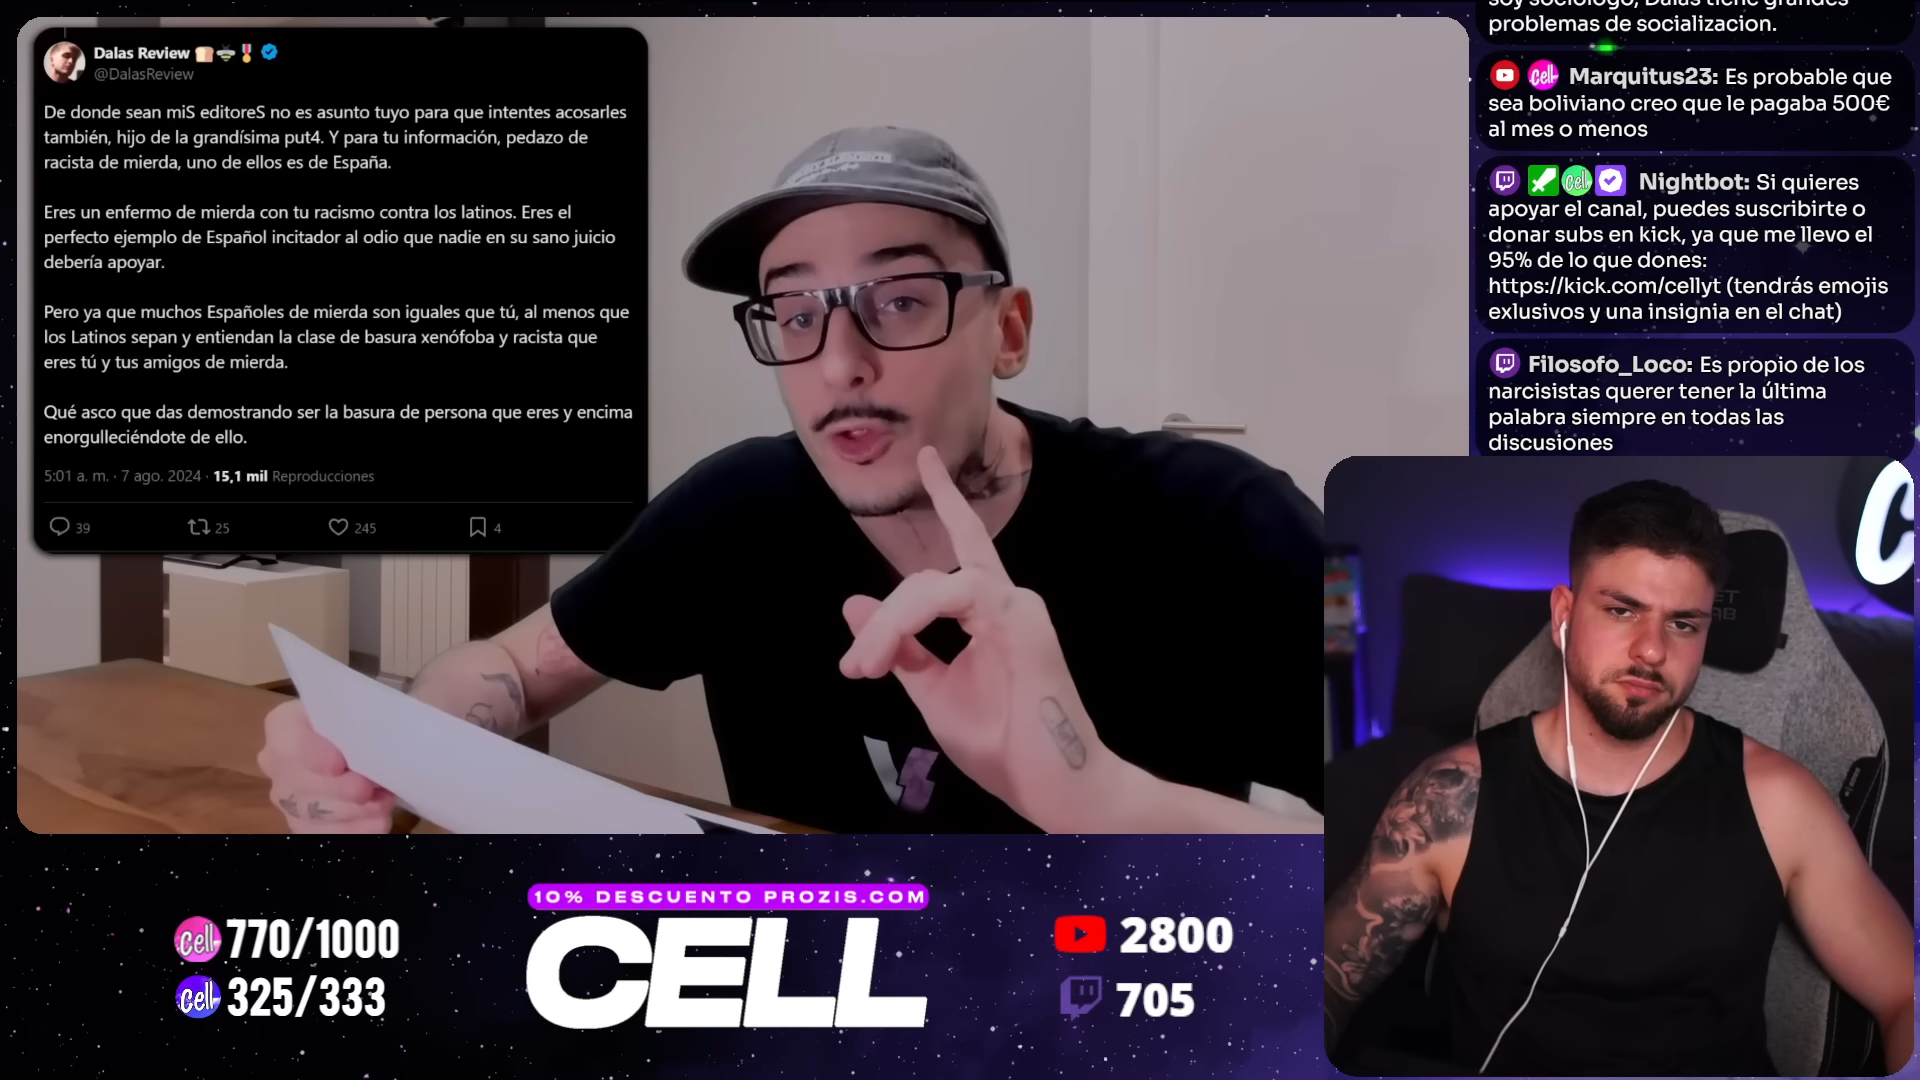 Dalas Review
@DalasReview
De donde sean miS editoreS no es asunto tuyo para que intentes acosarles
también, hijo de la grandísima put4. Y para tu información, pedazo de
racista de mierda, uno de ellos es de España.
Eres un enfermo de mierda con tu racismo contra los latinos. Eres el
perfecto ejemplo de Español incitador al odio que nadie en su sano juicio
debería apoyar.
Pero ya que muchos Españoles de mierda son iguales que tú, al menos que
los Latinos sepan y entiendan la clase de basura xenófoba y racista que
eres tú y tus amigos de mierda.
Qué asco que das demostrando ser la basura de persona que eres y encima
enorgulleciéndote de ello.
5:01 a. m. · 7 ago. 2024 · 15,1 mil Reproducciones
39 25 245 4
soy sociologo, Dalas tiene grandes
problemas de socializacion.
cell Marquitus23: Es probable que
sea boliviano creo que le pagaba 500€
al mes o menos
cell Nightbot: Si quieres
apoyar el canal, puedes suscribirte o
donar subs en kick, ya que me llevo el
95% de lo que dones:
https://kick.com/cellyt (tendrás emojis
exlusivos y una insignia en el chat)
Filosofo_Loco: Es propio de los
narcisistas querer tener la última
palabra siempre en todas las
discusiones
10% DESCUENTO PROZIS.COM
CELL
cell 770/1000
cell 325/333
2800
705